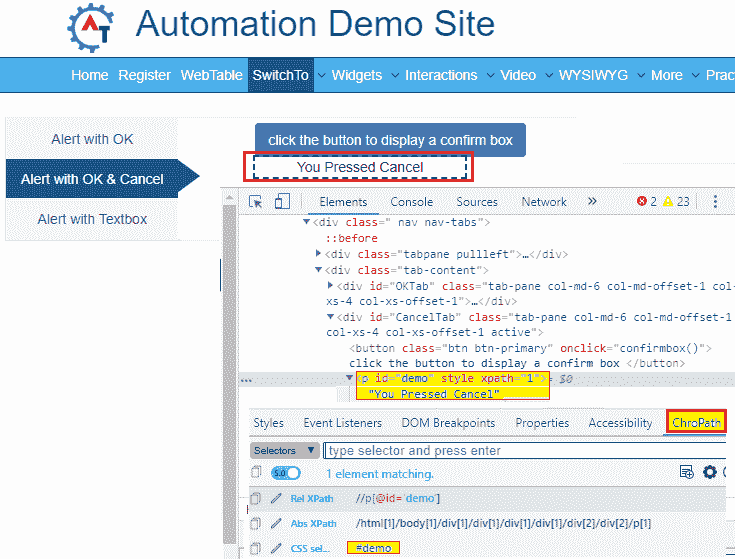 AT Automation Demo Site
Home Register WebTable SwitchTo Widgets Interactions Video WYSIWYG More Prac
Alert with OK
click the button to display a confirm box
You Pressed Cancel
Alert with OK & Cancel
Alert with Textbox
Elements Console Sources Network » 2 23
<div class=" nav nav-tabs">
::before
<div class="tabpane pullleft">…</div>
<div class="tab-content">
<div id="OKTab" class="tab-pane col-md-6 col-md-offset-1 col-
xs-4 col-xs-offset-1">…</div>
<div id="CancelTab" class="tab-pane col-md-6 col-md-offset-1
col-xs-4 col-xs-offset-1 active">
<button class="btn btn-primary" onclick="confirmbox()">
click the button to display a confirm box </button>
… <p id="demo" style xpath="1"> == $0
"You Pressed Cancel"
Styles Event Listeners DOM Breakpoints Properties Accessibility ChroPath
Selectors ▼ type selector and press enter
5.0 1 element matching.
Rel XPath //p[@id='demo']
Abs XPath /html[1]/body[1]/div[1]/div[1]/div[1]/div[1]/div[2]/div[2]/p[1]
CSS sel... #demo